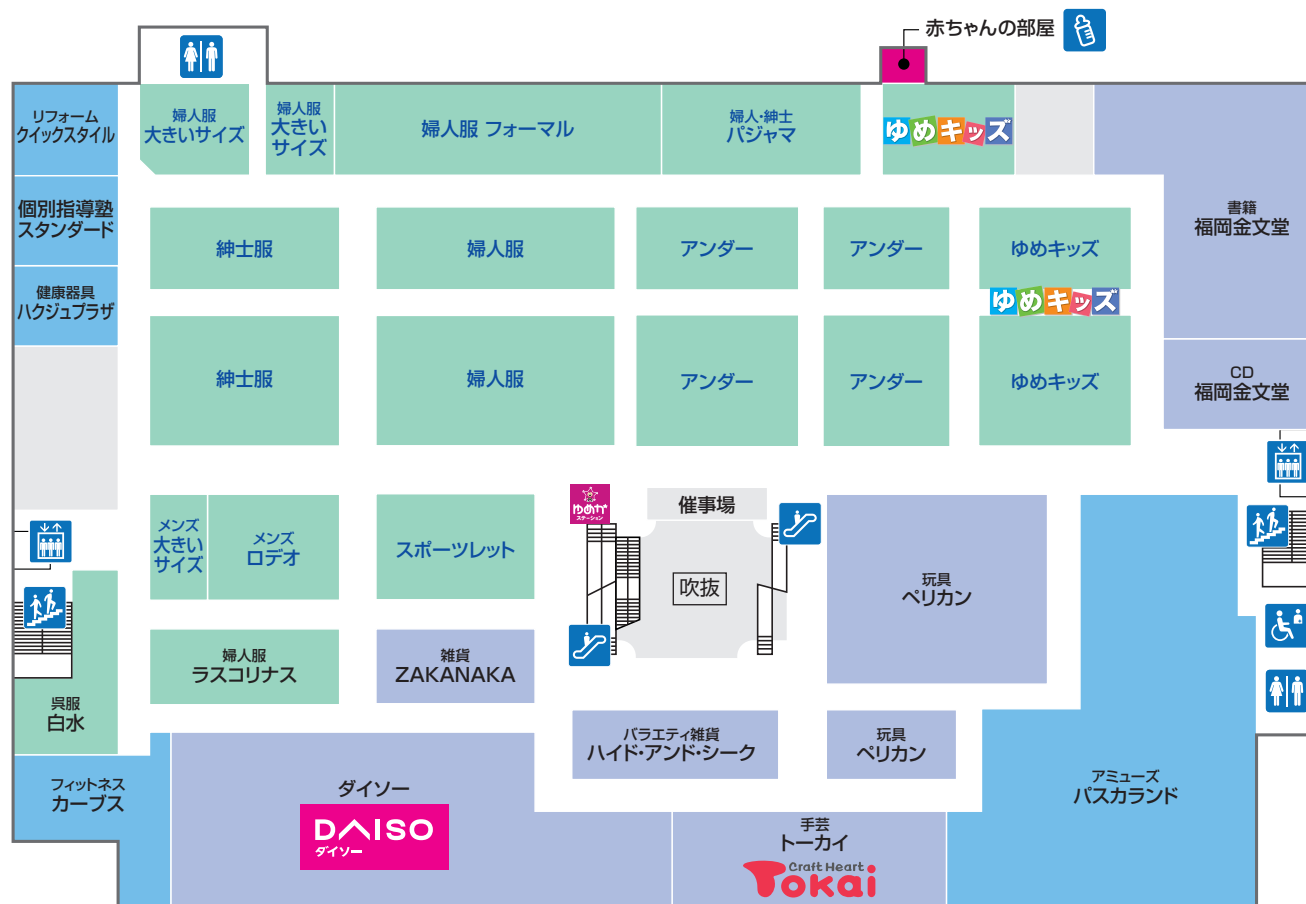 赤ちゃんの部屋
リフォーム
クイックスタイル
婦人服
大きいサイズ
婦人服
大きい
サイズ
婦人服 フォーマル
婦人・紳士
パジャマ
ゆめキッズ
個別指導塾
スタンダード
紳士服
婦人服
アンダー
アンダー
ゆめキッズ
書籍
福岡金文堂
健康器具
ハクジュプラザ
ゆめキッズ
紳士服
婦人服
アンダー
アンダー
ゆめキッズ
CD
福岡金文堂
メンズ
大きい
サイズ
メンズ
ロデオ
スポーツレット
ゆめか
ステーション
催事場
吹抜
玩具
ペリカン
婦人服
ラスコリナス
雑貨
ZAKANAKA
呉服
白水
バラエティ雑貨
ハイド・アンド・シーク
玩具
ペリカン
フィットネス
カーブス
ダイソー
DAISO
ダイソー
手芸
トーカイ
Craft Heart
Tokai
アミューズ
パスカランド